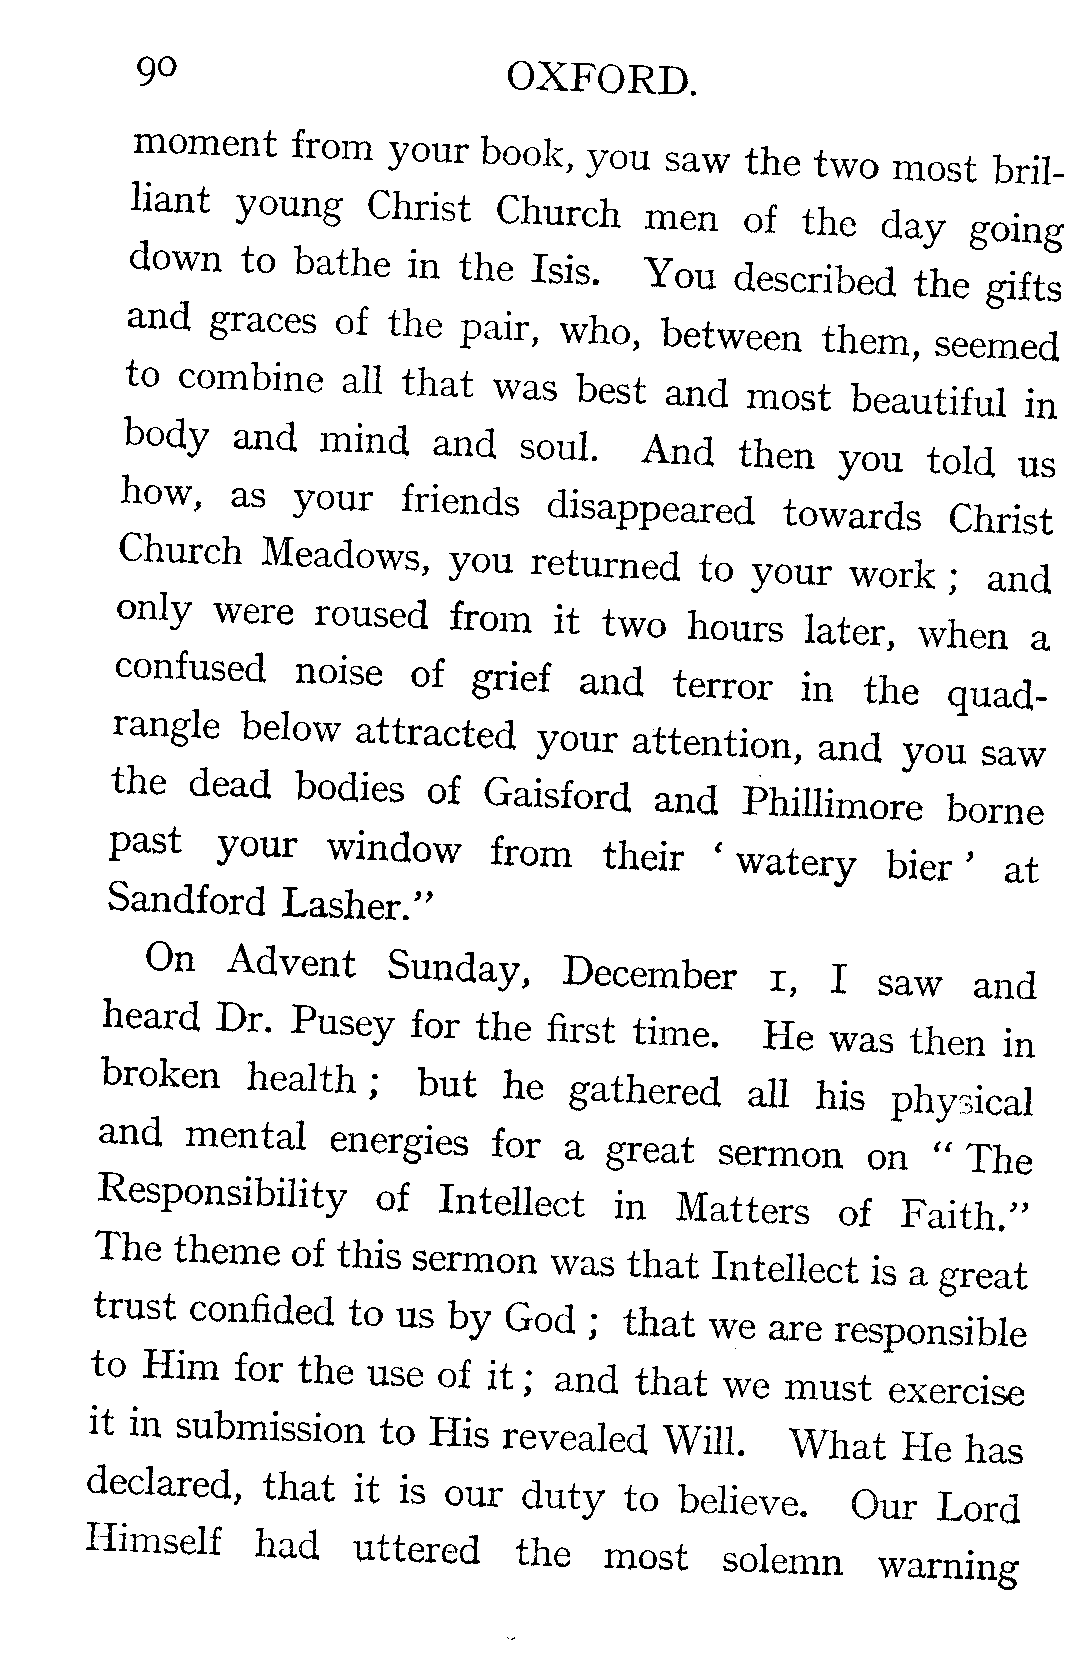 90 OXFORD.
moment from your book, you saw the two most bril-
liant young Christ Church men of the day going
down to bathe in the Isis. You described the gifts
and graces of the pair, who, between them, seemed
to combine all that was best and most beautiful in
body and mind and soul. And then you told us
how, as your friends disappeared towards Christ
Church Meadows, you returned to your work ; and
only were roused from it two hours later, when a
confused noise of grief and terror in the quad-
rangle below attracted your attention, and you saw
the dead bodies of Gaisford and Phillimore borne
past your window from their ‘ watery bier ’ at
Sandford Lasher.”
On Advent Sunday, December 1, I saw and
heard Dr. Pusey for the first time. He was then in
broken health ; but he gathered all his physical
and mental energies for a great sermon on “ The
Responsibility of Intellect in Matters of Faith.”
The theme of this sermon was that Intellect is a great
trust confided to us by God ; that we are responsible
to Him for the use of it ; and that we must exercise
it in submission to His revealed Will. What He has
declared, that it is our duty to believe. Our Lord
Himself had uttered the most solemn warning